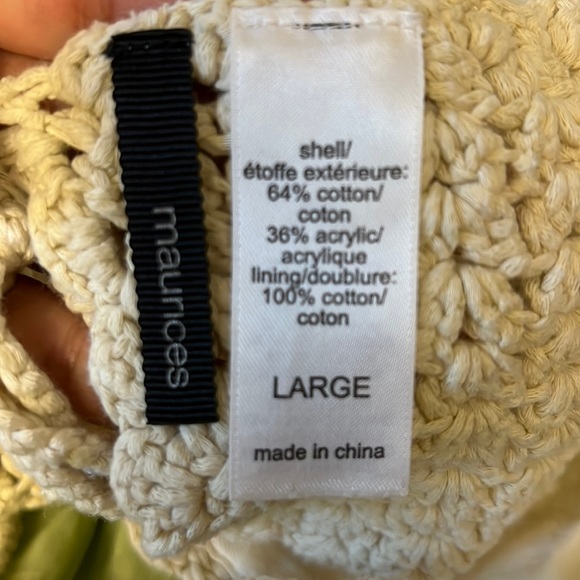 maurices
shell/
étoffe extérieure:
64% cotton/
coton
36% acrylic/
acrylique
lining/doublure:
100% cotton/
coton
LARGE
made in china